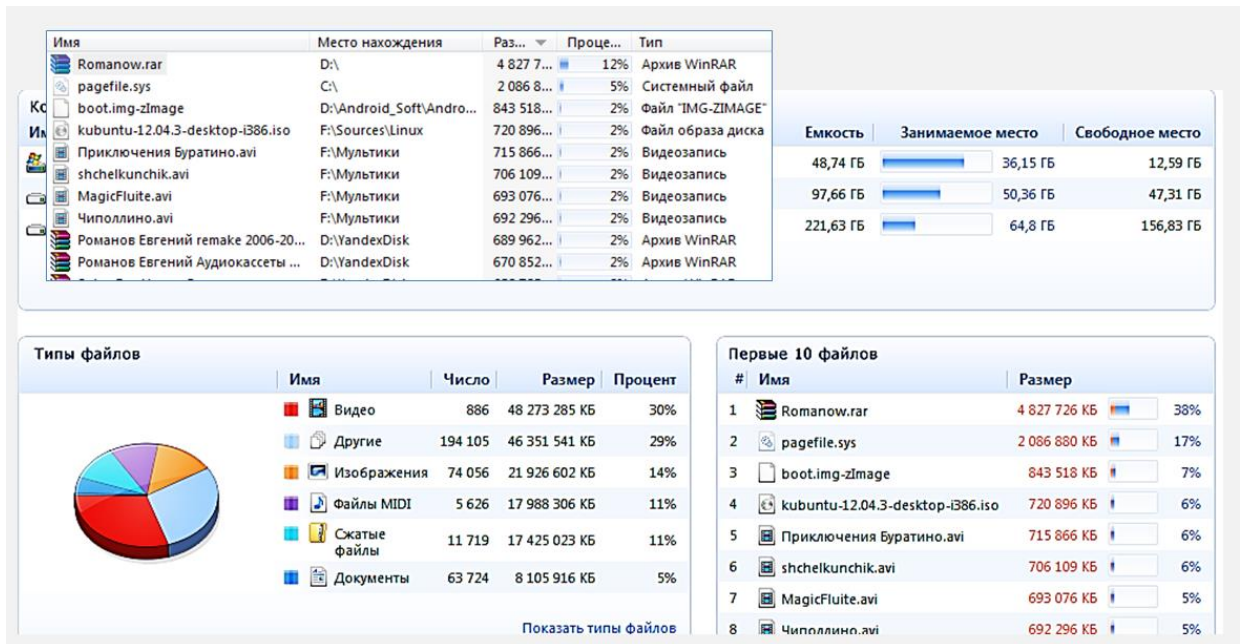 Имя Место нахождения Раз... Проце... Тип
Romanow.rar D:\ 4 827 7... 12% Архив WinRAR
pagefile.sys C:\ 2 086 8... 5% Системный файл
boot.img-zImage D:\Android_Soft\Andro... 843 518... 2% Файл "IMG-ZIMAGE"
kubuntu-12.04.3-desktop-i386.iso F:\Sources\Linux 720 896... 2% Файл образа диска
Приключения Буратино.avi F:\Мультики 715 866... 2% Видеозапись
shchelkunchik.avi F:\Мультики 706 109... 2% Видеозапись
MagicFluite.avi F:\Мультики 693 076... 2% Видеозапись
Чиполлино.avi F:\Мультики 692 296... 2% Видеозапись
Романов Евгений remake 2006-20... D:\YandexDisk 689 962... 2% Архив WinRAR
Романов Евгений Аудиокассеты ... D:\YandexDisk 670 852... 2% Архив WinRAR
Емкость Занимаемое место Свободное место
48,74 ГБ 36,15 ГБ 12,59 ГБ
97,66 ГБ 50,36 ГБ 47,31 ГБ
221,63 ГБ 64,8 ГБ 156,83 ГБ
Типы файлов
Имя Число Размер Процент
Видео 886 48 273 285 КБ 30%
Другие 194 105 46 351 541 КБ 29%
Изображения 74 056 21 926 602 КБ 14%
Файлы MIDI 5 626 17 988 306 КБ 11%
Сжатые файлы 11 719 17 425 023 КБ 11%
Документы 63 724 8 105 916 КБ 5%
Показать типы файлов
Первые 10 файлов
# Имя Размер
1 Romanow.rar 4 827 726 КБ 38%
2 pagefile.sys 2 086 880 КБ 17%
3 boot.img-zImage 843 518 КБ 7%
4 kubuntu-12.04.3-desktop-i386.iso 720 896 КБ 6%
5 Приключения Буратино.avi 715 866 КБ 6%
6 shchelkunchik.avi 706 109 КБ 6%
7 MagicFluite.avi 693 076 КБ 5%
8 Чиполлино.avi 692 296 КБ 5%